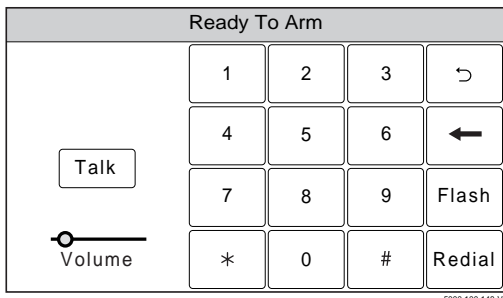 Ready To Arm
1 2 3
4 5 6
Talk
7 8 9 Flash
Volume
* 0 # Redial